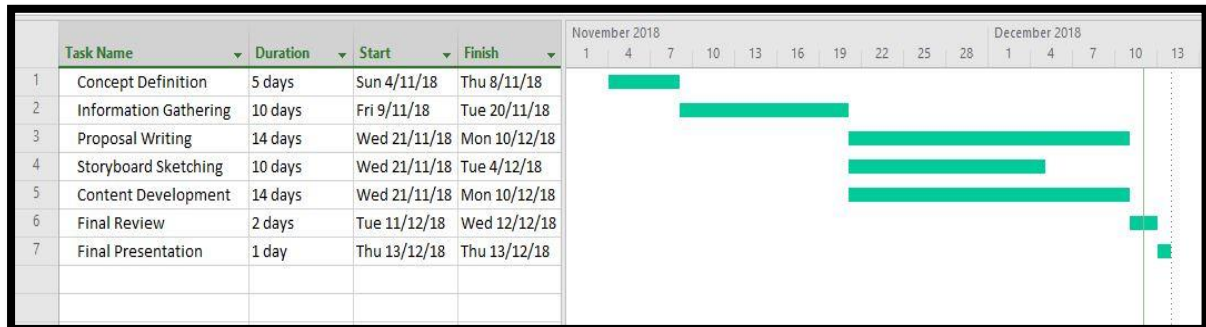 November 2018 December 2018
Task Name Duration Start Finish 1 4 7 10 13 16 19 22 25 28 1 4 7 10 13
1 Concept Definition 5 days Sun 4/11/18 Thu 8/11/18
2 Information Gathering 10 days Fri 9/11/18 Tue 20/11/18
3 Proposal Writing 14 days Wed 21/11/18 Mon 10/12/18
4 Storyboard Sketching 10 days Wed 21/11/18 Tue 4/12/18
5 Content Development 14 days Wed 21/11/18 Mon 10/12/18
6 Final Review 2 days Tue 11/12/18 Wed 12/12/18
7 Final Presentation 1 day Thu 13/12/18 Thu 13/12/18